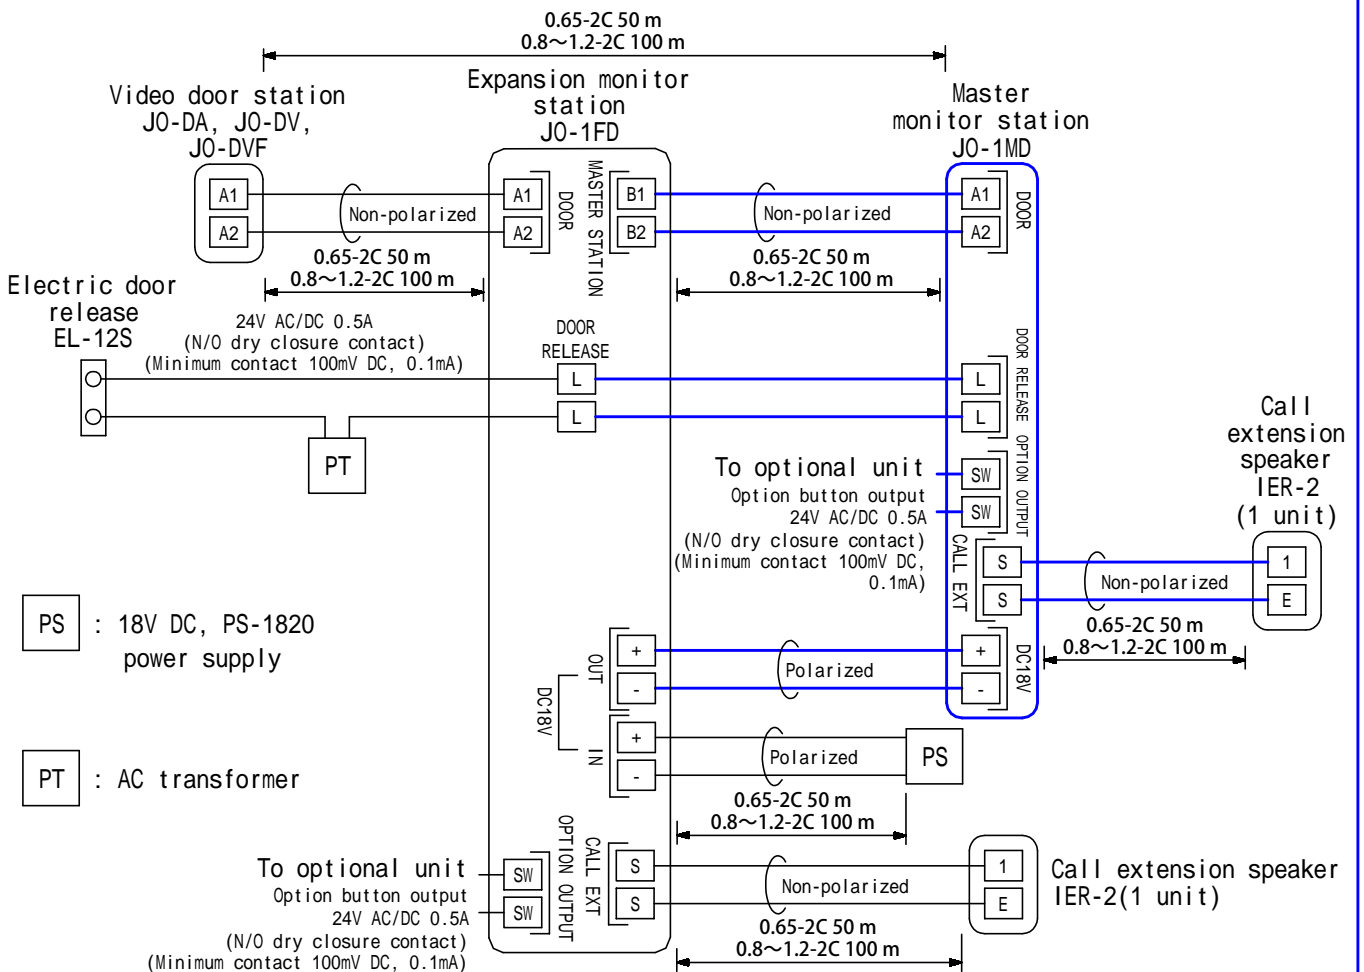 0.65-2C 50 m
0.8～1.2-2C 100 m
Video door station
JO-DA, JO-DV,
JO-DVF
Expansion monitor
station
JO-1FD
Master
monitor station
JO-1MD
A1
A2
Non-polarized
0.65-2C 50 m
0.8～1.2-2C 100 m
A1
A2
DOOR
MASTER STATION
B1
B2
Non-polarized
0.65-2C 50 m
0.8～1.2-2C 100 m
A1
A2
DOOR
Electric door
release
EL-12S
24V AC/DC 0.5A
(N/O dry closure contact)
(Minimum contact 100mV DC, 0.1mA)
DOOR
RELEASE
L
L
L
L
DOOR RELEASE
PT
To optional unit
Option button output
24V AC/DC 0.5A
(N/O dry closure contact)
(Minimum contact 100mV DC,
0.1mA)
SW
SW
OPTION OUTPUT
Call
extension
speaker
IER-2
(1 unit)
CALL EXT
S
S
Non-polarized
1
E
0.65-2C 50 m
0.8～1.2-2C 100 m
PS : 18V DC, PS-1820
power supply
OUT
+
-
Polarized
+
-
DC18V
DC18V
IN
+
-
Polarized
PS
0.65-2C 50 m
0.8～1.2-2C 100 m
PT : AC transformer
To optional unit
Option button output
24V AC/DC 0.5A
(N/O dry closure contact)
(Minimum contact 100mV DC, 0.1mA)
SW
SW
OPTION OUTPUT
CALL EXT
S
S
Non-polarized
1
E
0.65-2C 50 m
0.8～1.2-2C 100 m
Call extension speaker
IER-2(1 unit)